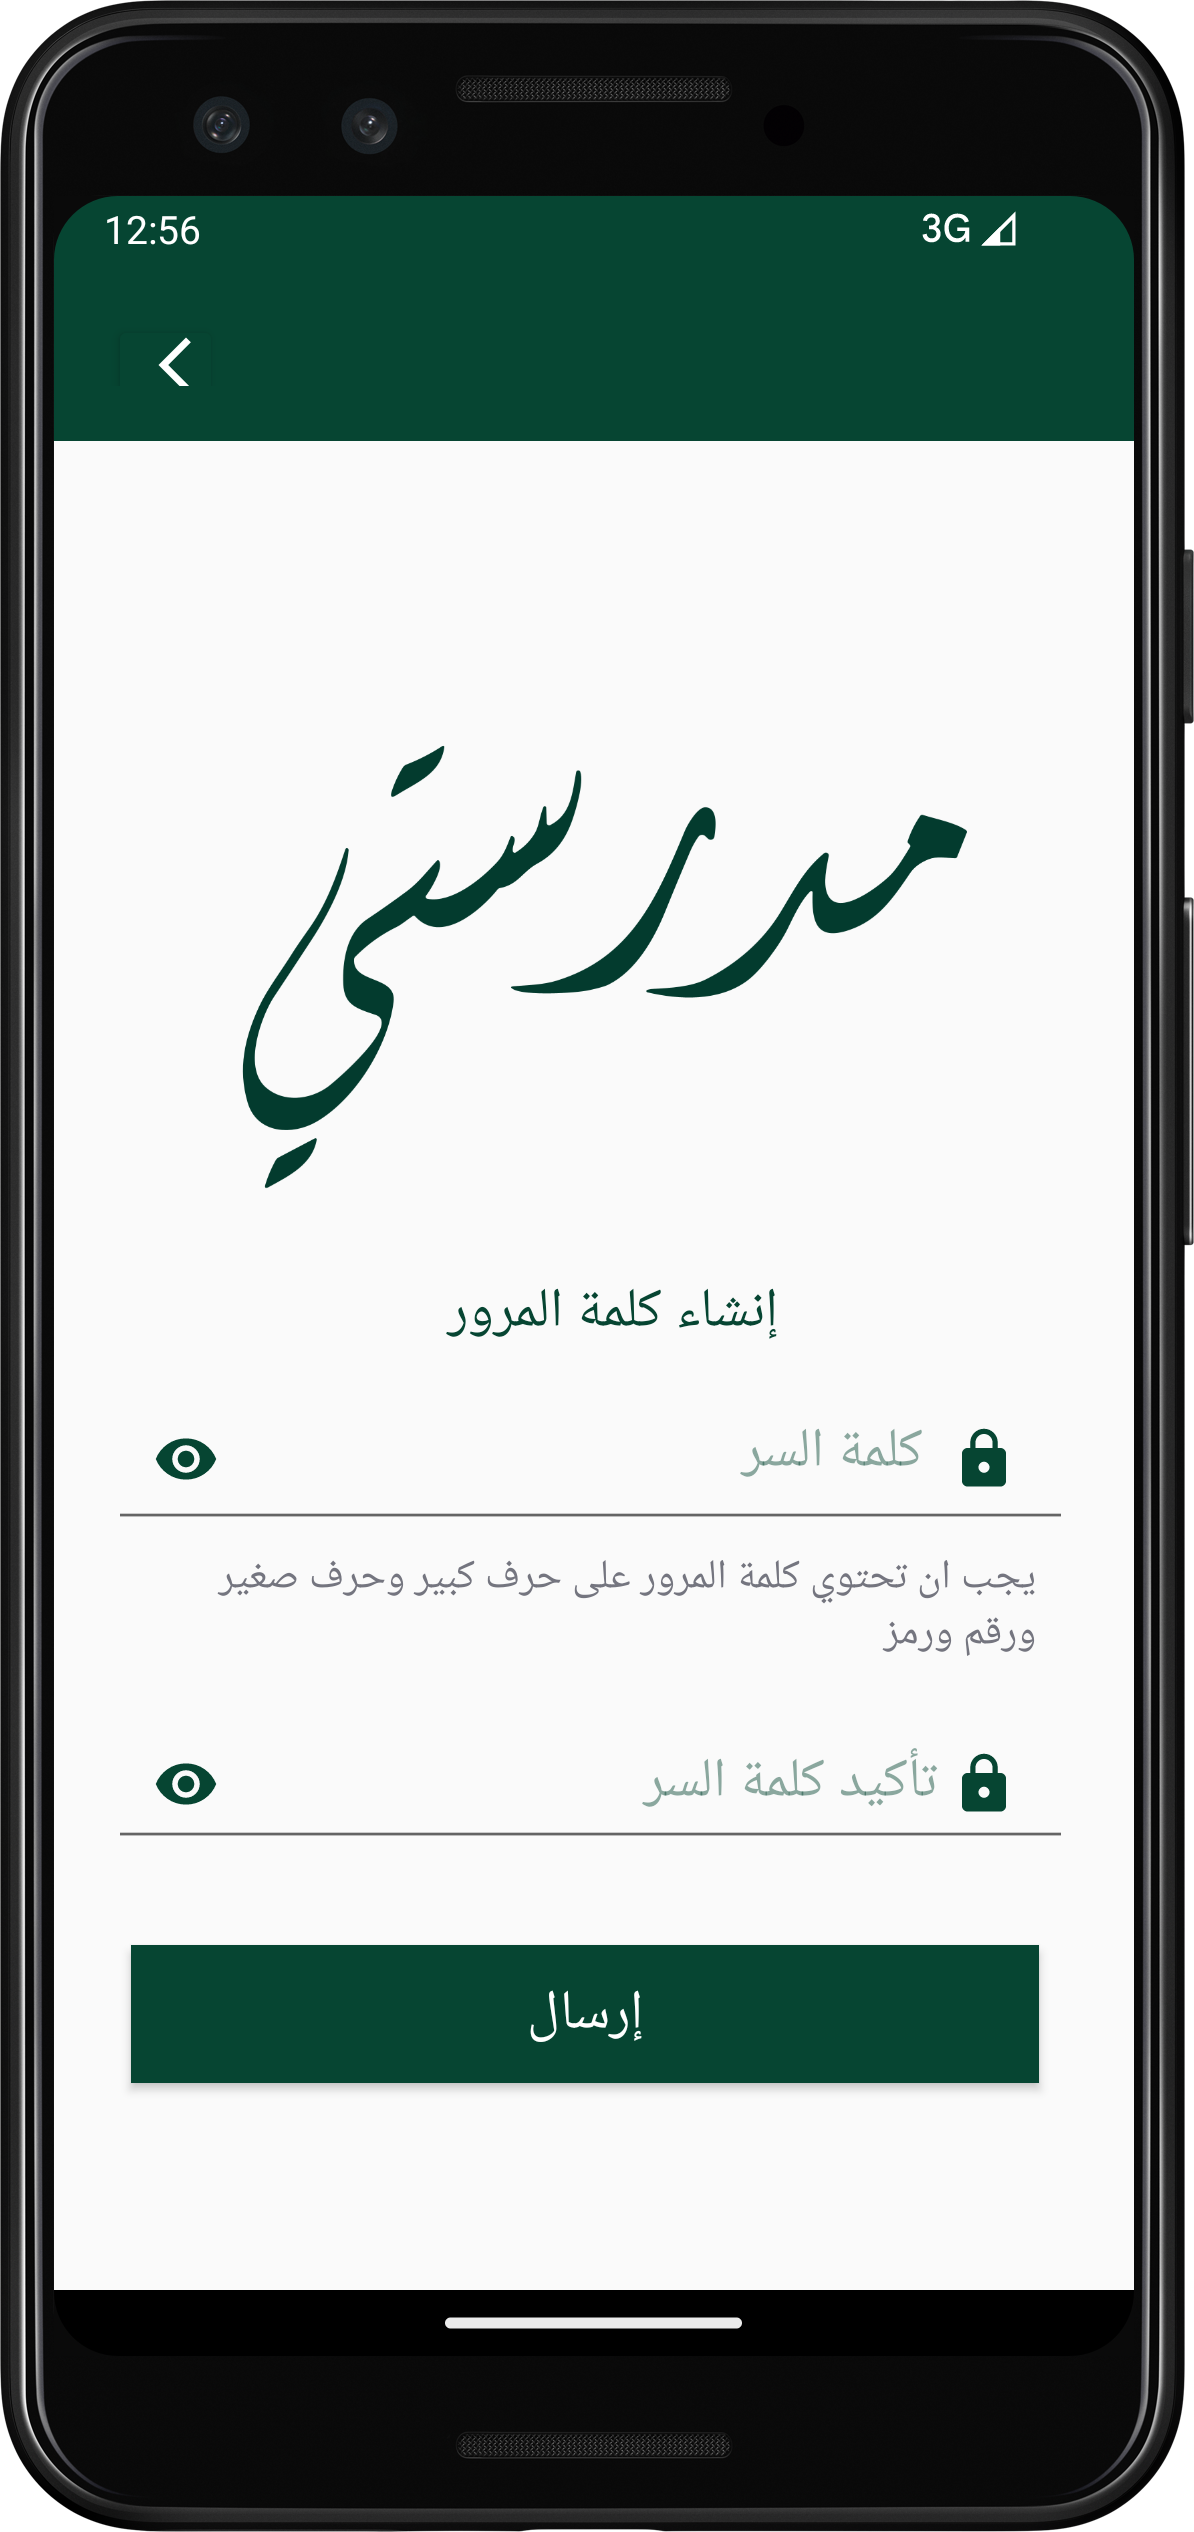 12:56 3G
مدرستي
إنشاء كلمة المرور
كلمة السر
يجب ان تحتوي كلمة المرور على حرف كبير وحرف صغير
ورقم ورمز
تأكيد كلمة السر
إرسال